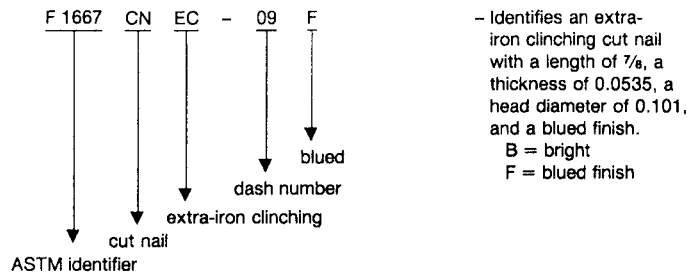 F 1667 CN EC - 09 F
blued
dash number
extra-iron clinching
cut nail
ASTM identifier
– Identifies an extra-
iron clinching cut nail
with a length of 7/8, a
thickness of 0.0535, a
head diameter of 0.101,
and a blued finish.
B = bright
F = blued finish